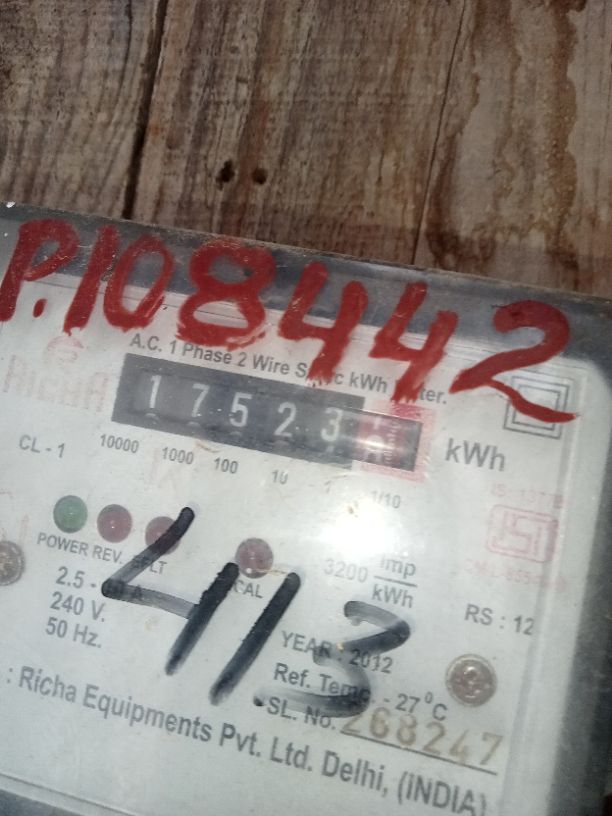 P.108442
A.C. 1 Phase 2 Wire kWh
17523
kWh
CL - 1
10000 1000 100 10 1 1/10
POWER REV.
CAL
3200 imp/kWh
2.5 -
240 V.
50 Hz.
413
RS : 12
YEAR : 2012
Ref. Temp. - 27°C
SL. No. 268247
: Richa Equipments Pvt. Ltd. Delhi, (INDIA)